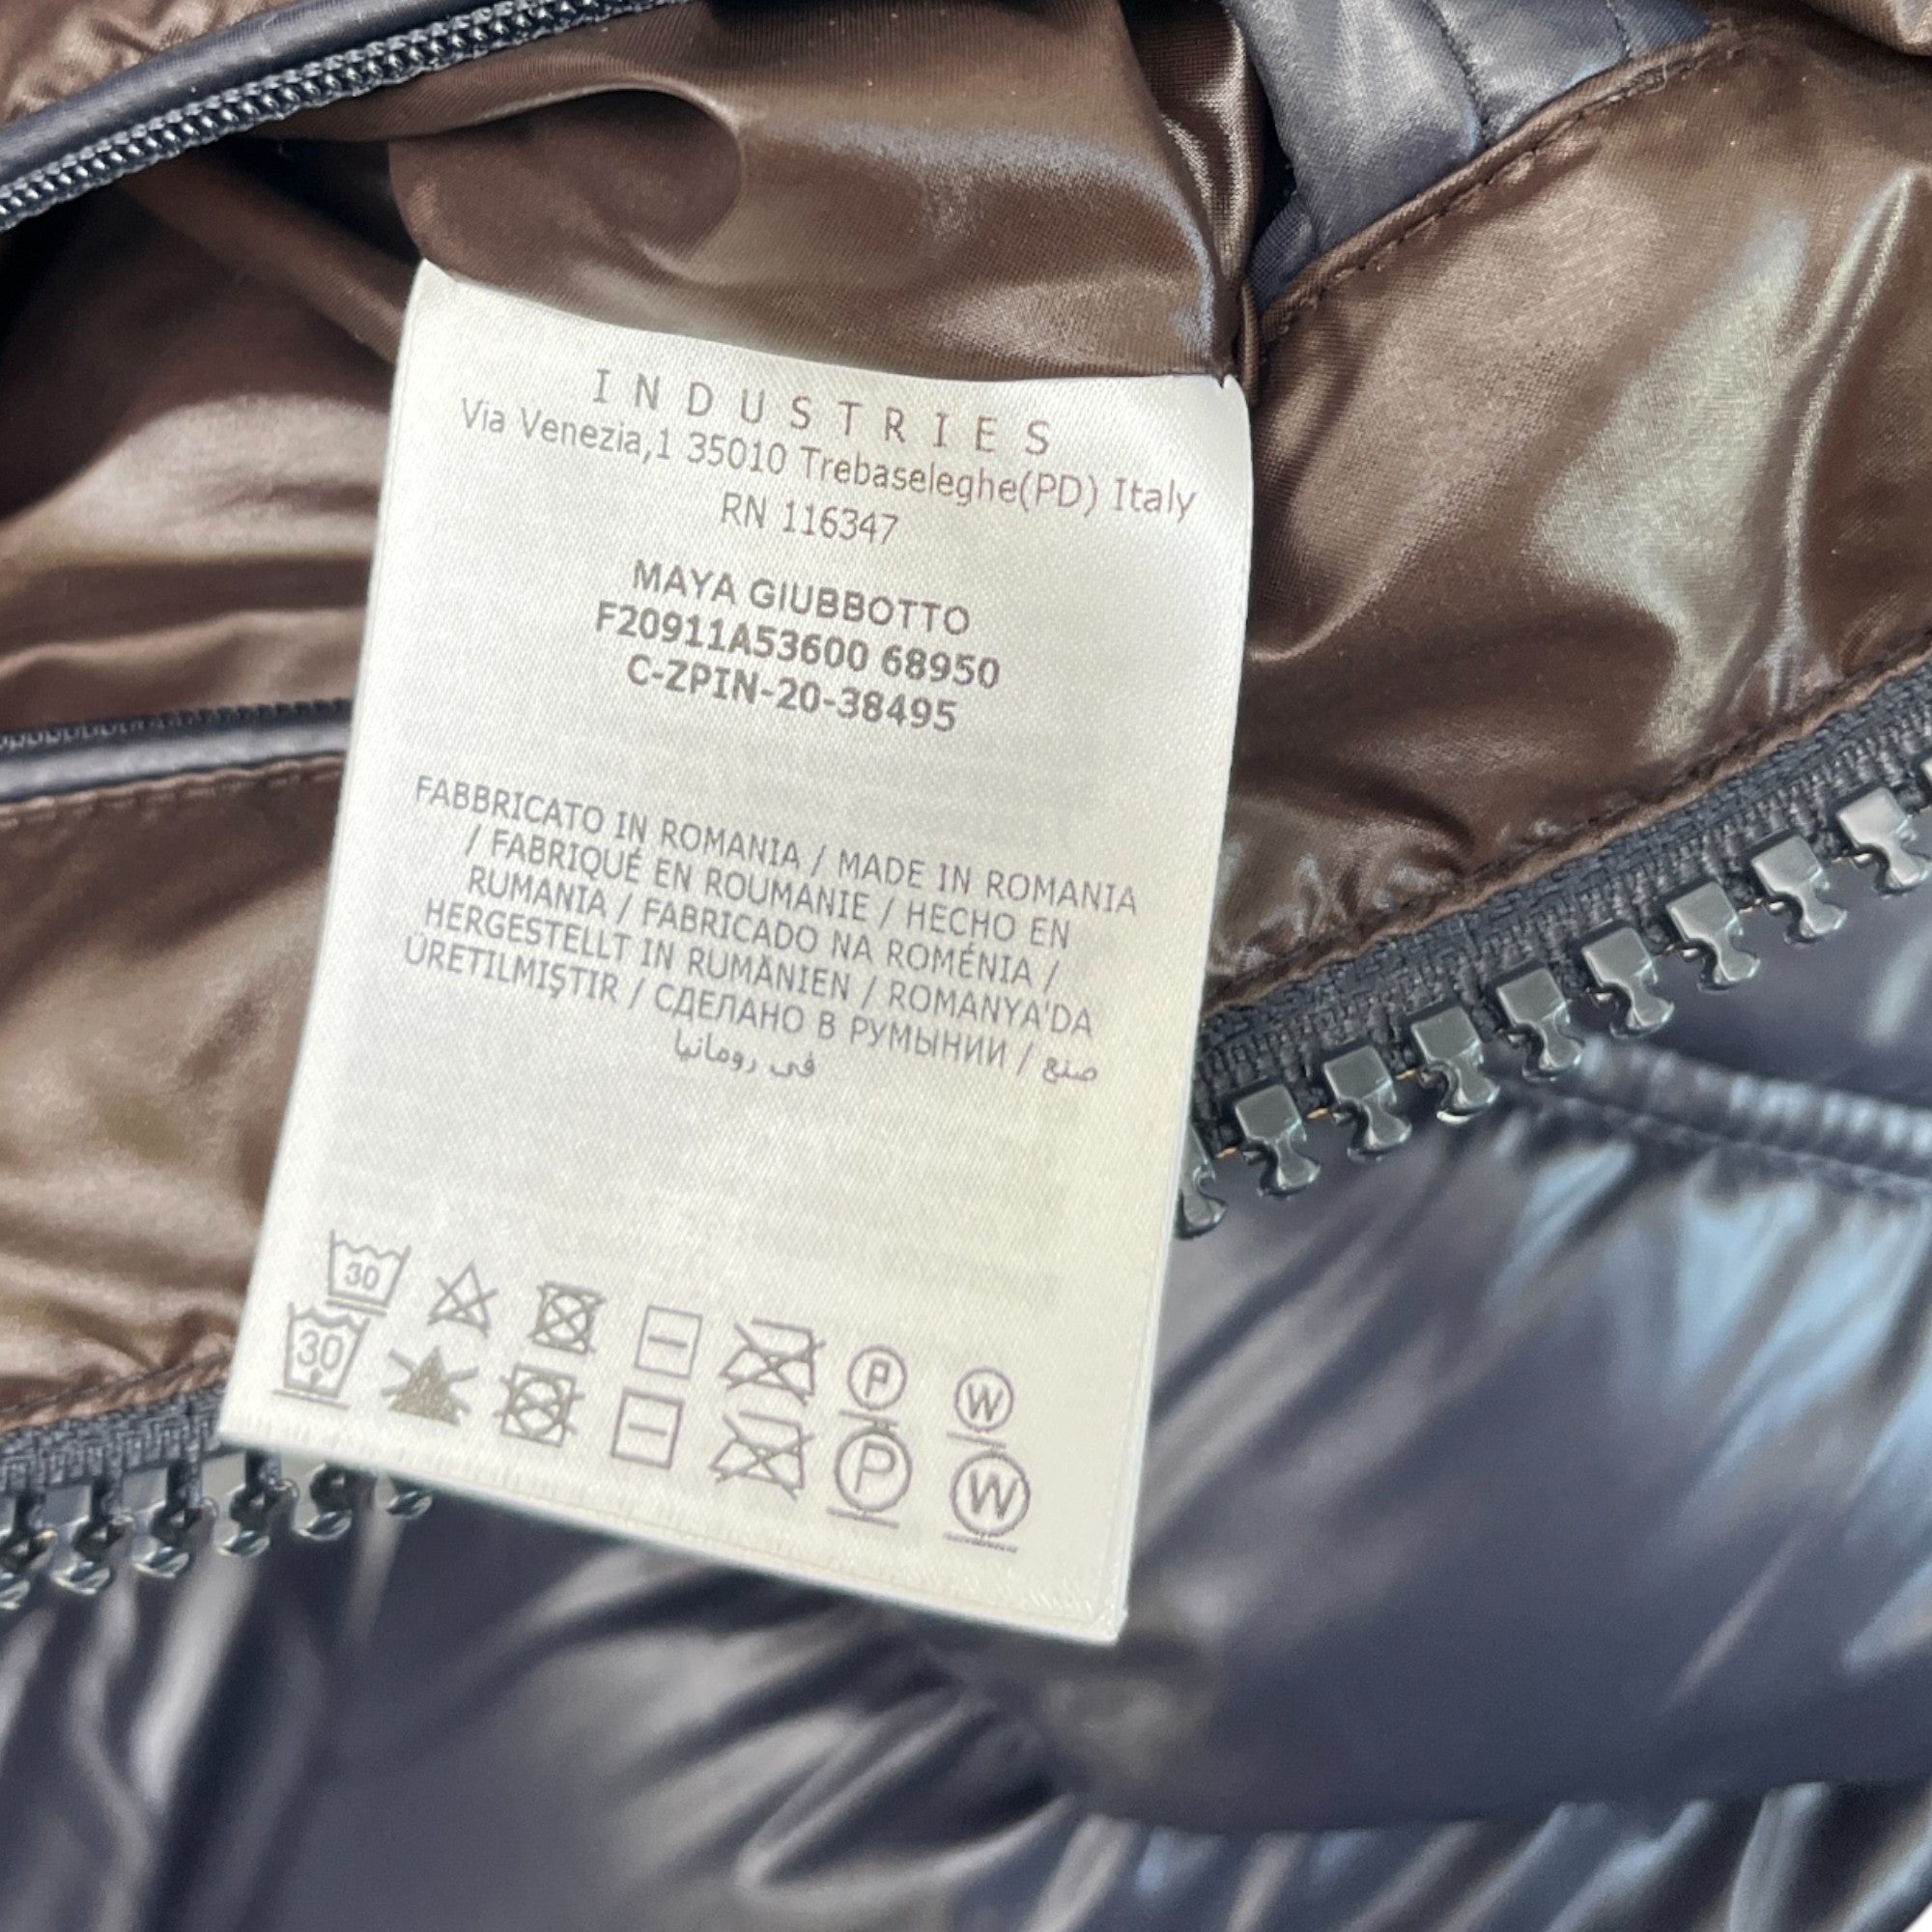 INDUSTRIES
Via Venezia,1 35010 Trebaseleghe(PD) Italy
RN 116347
MAYA GIUBBOTTO
F20911A53600 68950
C-ZPIN-20-38495
FABBRICATO IN ROMANIA / MADE IN ROMANIA
/ FABRIQUÉ EN ROUMANIE / HECHO EN
RUMANIA / FABRICADO NA ROMÉNIA /
HERGESTELLT IN RUMÄNIEN / ROMANYA'DA
ÜRETILMIŞTIR / СДЕЛАНО В РУМЫНИИ / صنع
في رومانيا
30 P W
30 P W